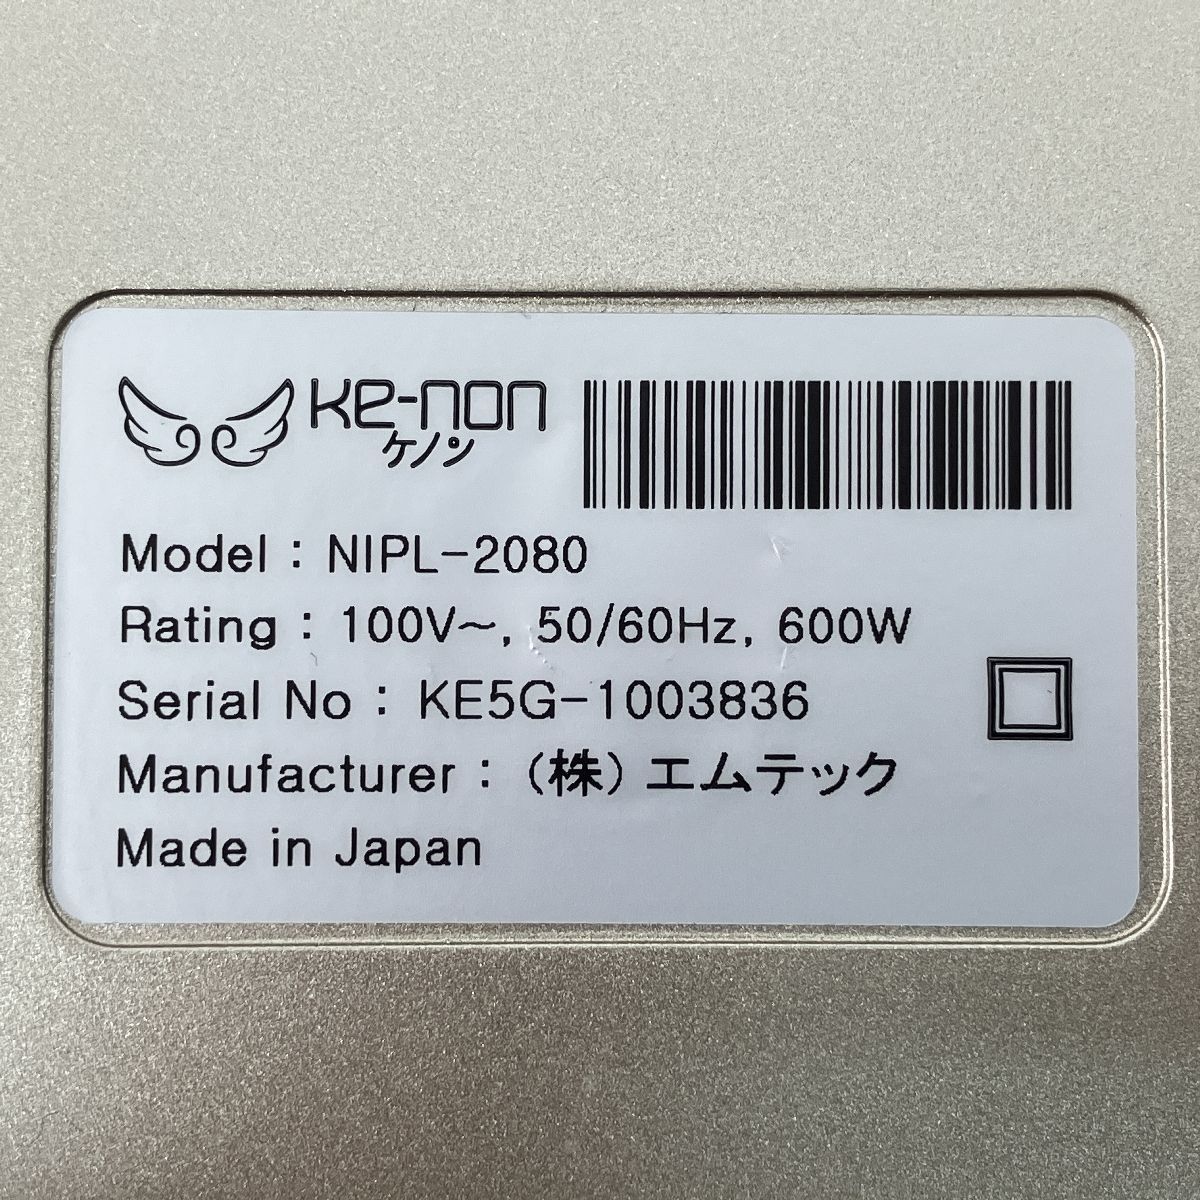 Ke-non
ケノン
Model : NIPL-2080
Rating : 100V~, 50/60Hz, 600W
Serial No : KE5G-1003836
Manufacturer : (株) エムテック
Made in Japan